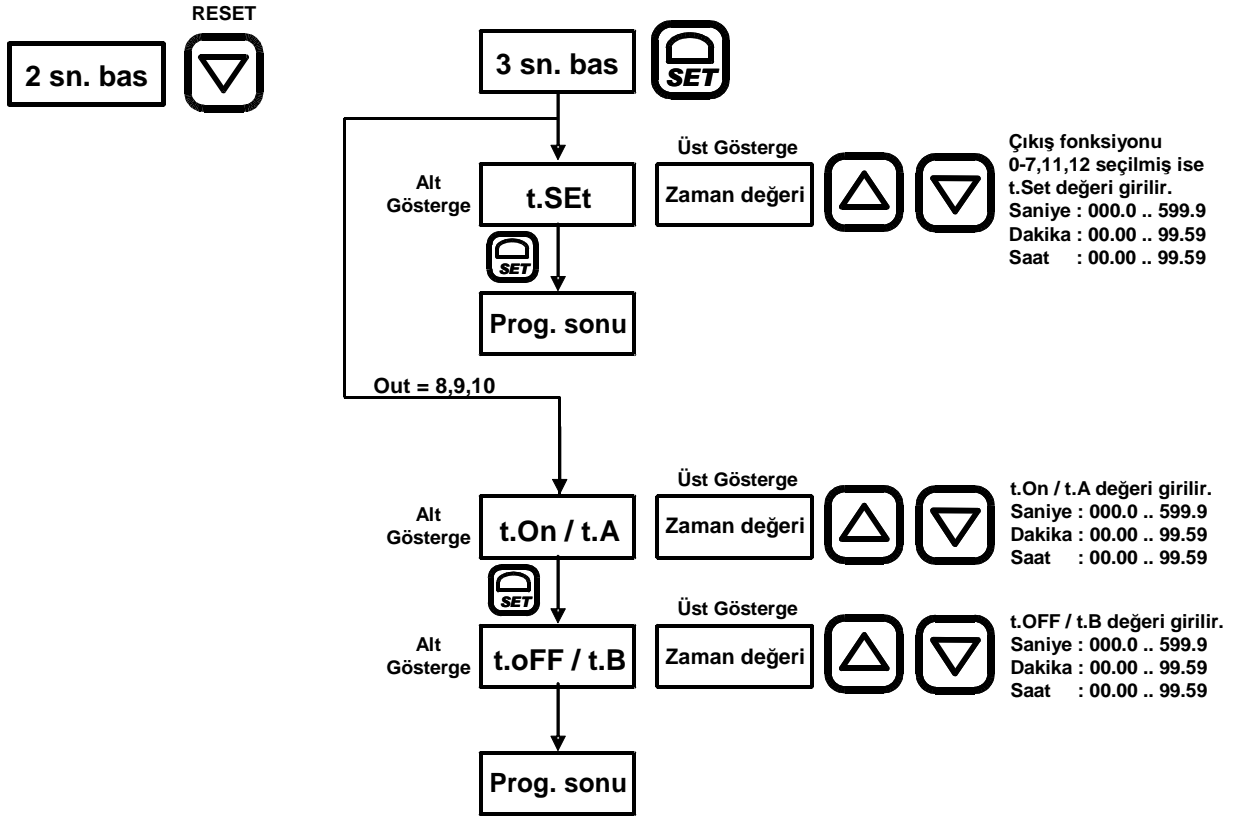 RESET
2 sn. bas
3 sn. bas
SET
Alt
Gösterge
t.SEt
Üst Gösterge
Zaman değeri
Çıkış fonksiyonu
0-7,11,12 seçilmiş ise
t.Set değeri girilir.
Saniye : 000.0 .. 599.9
Dakika : 00.00 .. 99.59
Saat : 00.00 .. 99.59
SET
Prog. sonu
Out = 8,9,10
Alt
Gösterge
t.On / t.A
Üst Gösterge
Zaman değeri
t.On / t.A değeri girilir.
Saniye : 000.0 .. 599.9
Dakika : 00.00 .. 99.59
Saat : 00.00 .. 99.59
SET
Alt
Gösterge
t.oFF / t.B
Üst Gösterge
Zaman değeri
t.OFF / t.B değeri girilir.
Saniye : 000.0 .. 599.9
Dakika : 00.00 .. 99.59
Saat : 00.00 .. 99.59
Prog. sonu